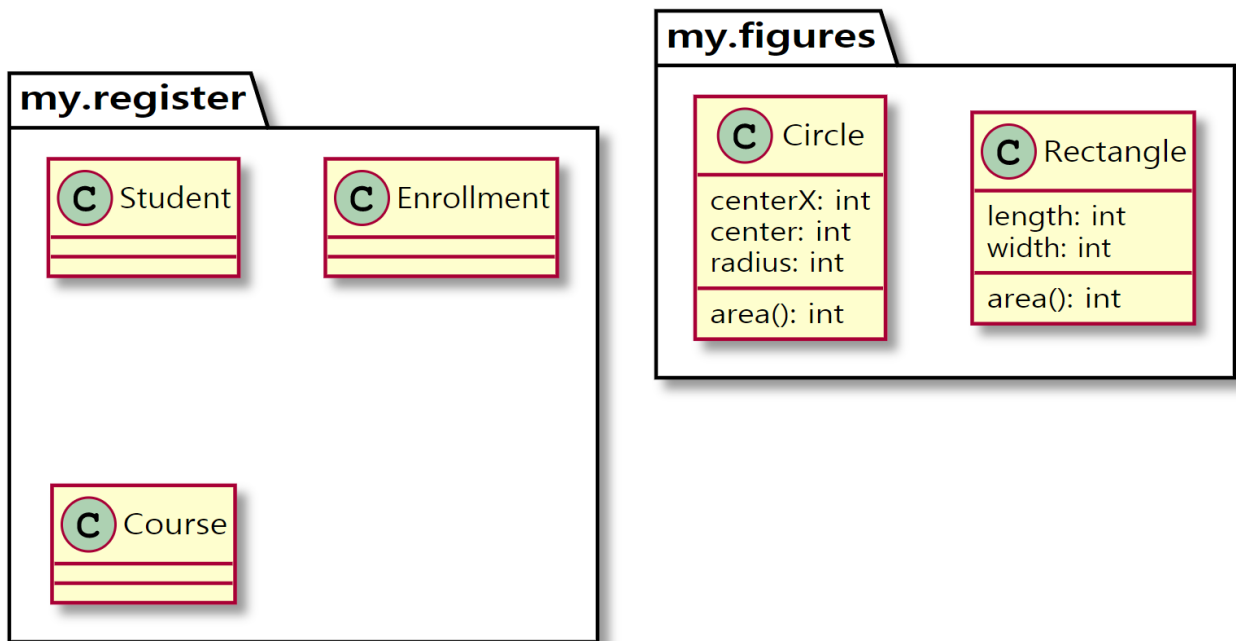 my.register
C Student
C Enrollment
C Course
my.figures
C Circle
centerX: int
center: int
radius: int
area(): int
C Rectangle
length: int
width: int
area(): int